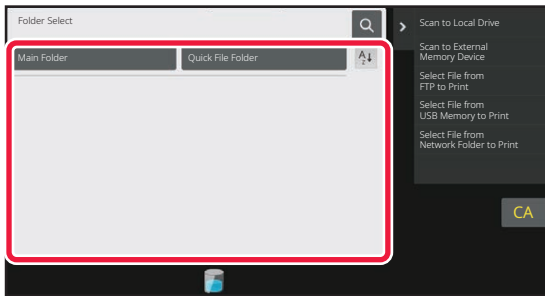 Folder Select
Main Folder
Quick File Folder
A
Z
Scan to Local Drive
Scan to External
Memory Device
Select File from
FTP to Print
Select File from
USB Memory to Print
Select File from
Network Folder to Print
CA